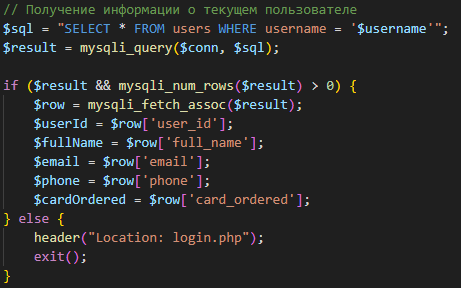 // Получение информации о текущем пользователе
$sql = "SELECT * FROM users WHERE username = '$username'";
$result = mysqli_query($conn, $sql);

if ($result && mysqli_num_rows($result) > 0) {
    $row = mysqli_fetch_assoc($result);
    $userId = $row['user_id'];
    $fullName = $row['full_name'];
    $email = $row['email'];
    $phone = $row['phone'];
    $cardOrdered = $row['card_ordered'];
} else {
    header("Location: login.php");
    exit();
}